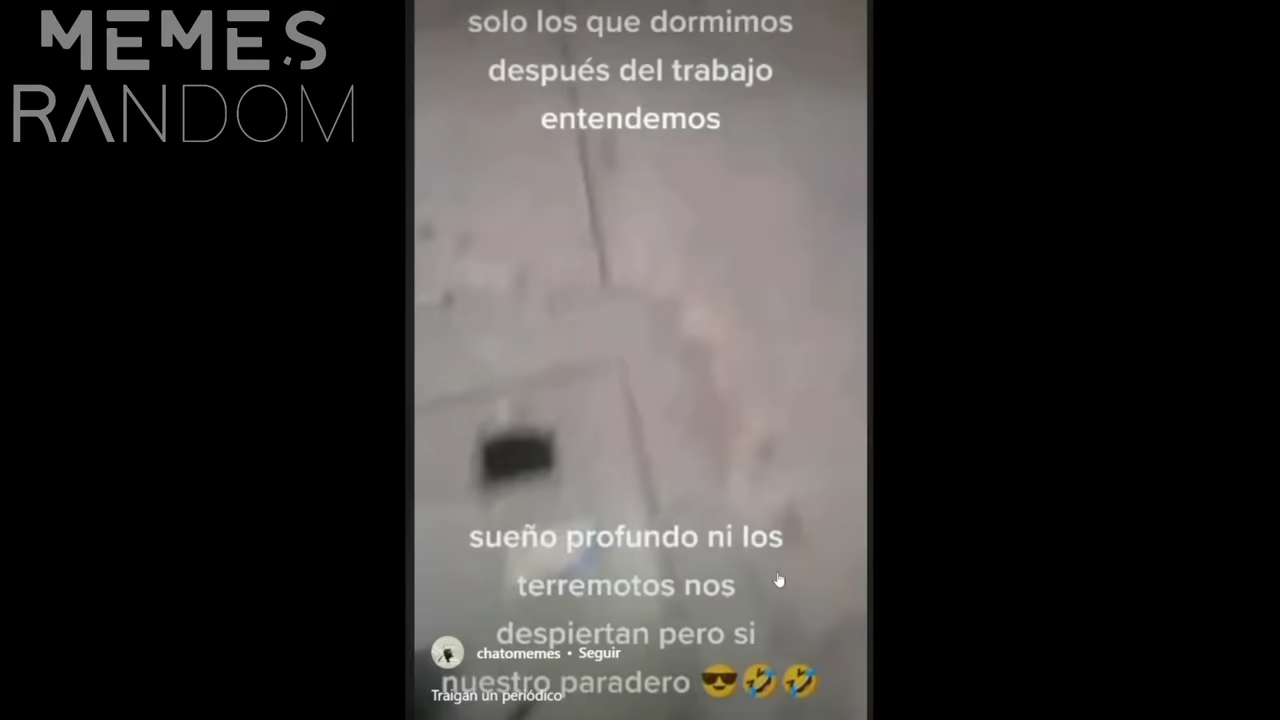 MEMES
RANDOM
solo los que dormimos
después del trabajo
entendemos
sueño profundo ni los
terremotos nos
despiertan pero si
nuestro paradero 😎🤣🤣
chatomemes • Seguir
Traigan un periódico